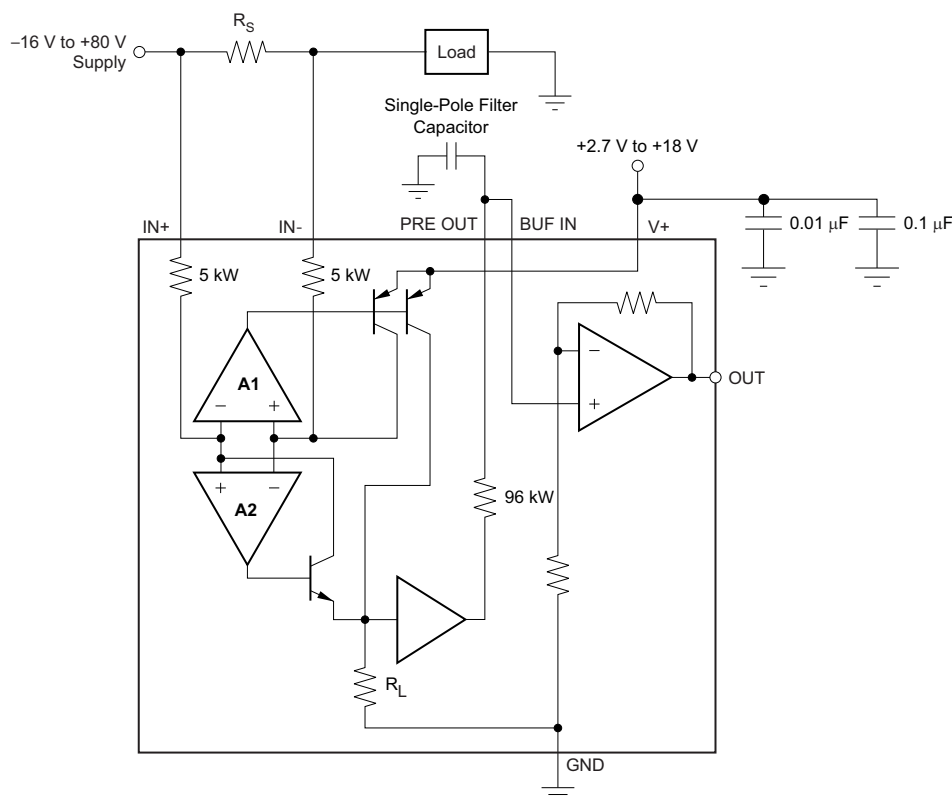 R_S
–16 V to +80 V
Supply
Load
Single-Pole Filter
Capacitor
+2.7 V to +18 V
0.01 μF
0.1 μF
IN+
IN-
PRE OUT
BUF IN
V+
5 kW
5 kW
A1
–
+
–
+
OUT
+
–
A2
96 kW
R_L
GND